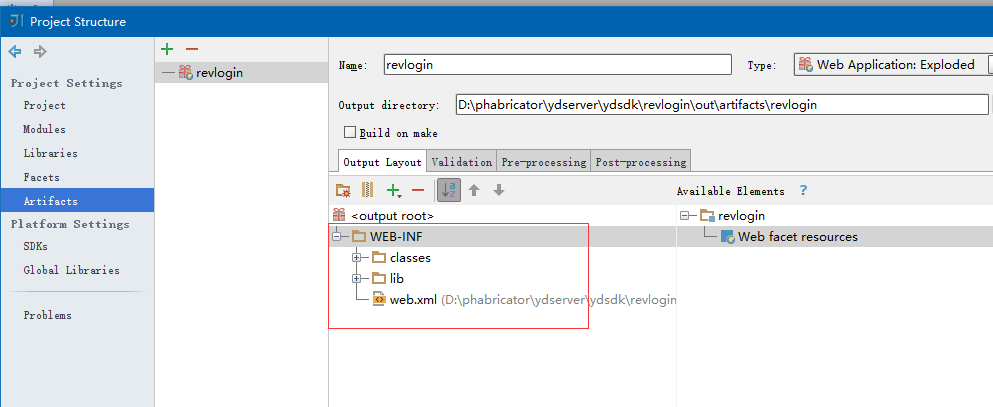 Project Structure
Project Settings
Project
Modules
Libraries
Facets
Artifacts
Platform Settings
SDKs
Global Libraries
Problems
revlogin
Name: revlogin Type: Web Application: Exploded
Output directory: D:\phabricator\ydserver\ydsdk\revlogin\out\artifacts\revlogin
Build on make
Output Layout Validation Pre-processing Post-processing
Available Elements ?
<output root>
WEB-INF
classes
lib
web.xml (D:\phabricator\ydserver\ydsdk\revlogin
revlogin
Web facet resources